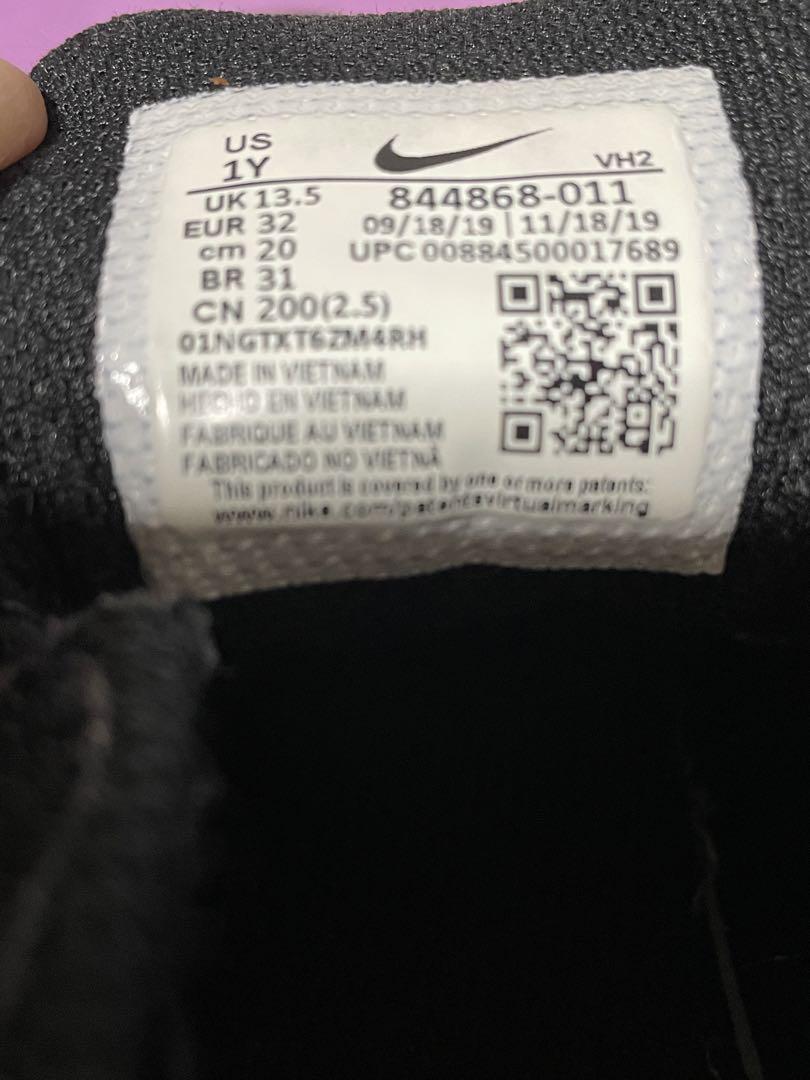 US
1Y
VH2
UK 13.5
844868-011
EUR 32
09/18/19 | 11/18/19
cm 20
UPC 00884500017689
BR 31
CN 200(2.5)
01NGTXT6ZM4RH
MADE IN VIETNAM
HECHO EN VIETNAM
FABRIQUE AU VIETNAM
FABRICADO NO VIETNÃ
This product is covered by one or more patents:
www.nike.com/patentsvirtualmarking